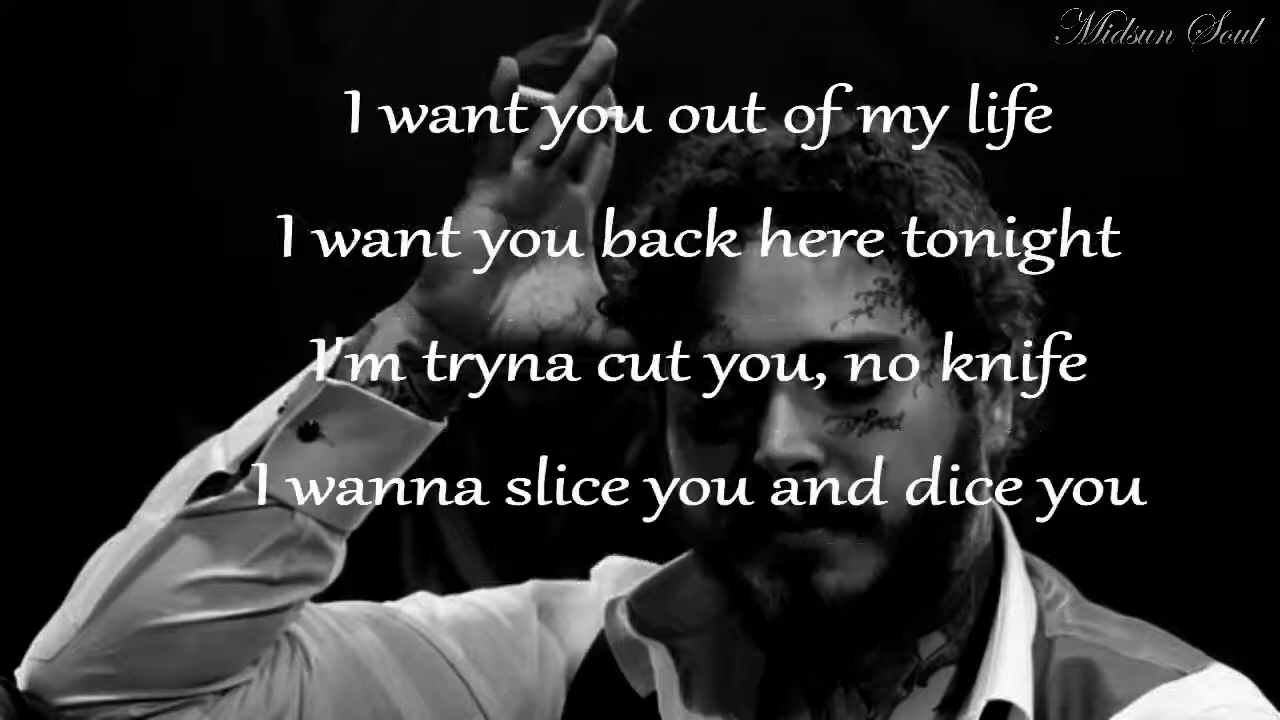 Midsun Soul
I want you out of my life
I want you back here tonight
I'm tryna cut you, no knife
I wanna slice you and dice you